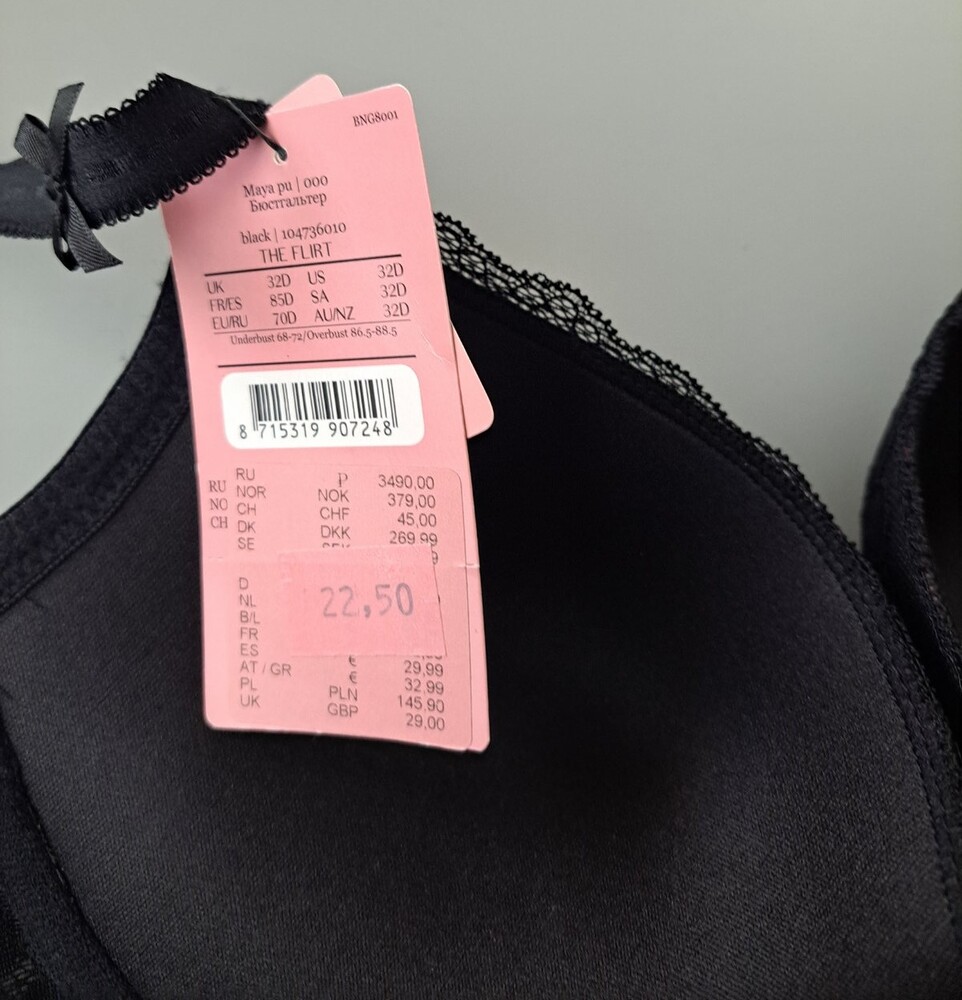 BNG8001
Maya pu | 000
Бюстгальтер
black | 104736010
THE FLIRT
UK 32D US 32D
FR/ES 85D SA 32D
EU/RU 70D AU/NZ 32D
Underbust 68-72/Overbust 86.5-88.5
8 715319 907248
RU
NO
CH
RU ₽ 3490,00
NOR NOK 379,00
CH CHF 45,00
DK DKK 269,99
SE SEK
22,50
D
NL
B/L
FR
ES €
AT / GR € 29,99
32,99
PL PLN 145,90
UK GBP 29,00